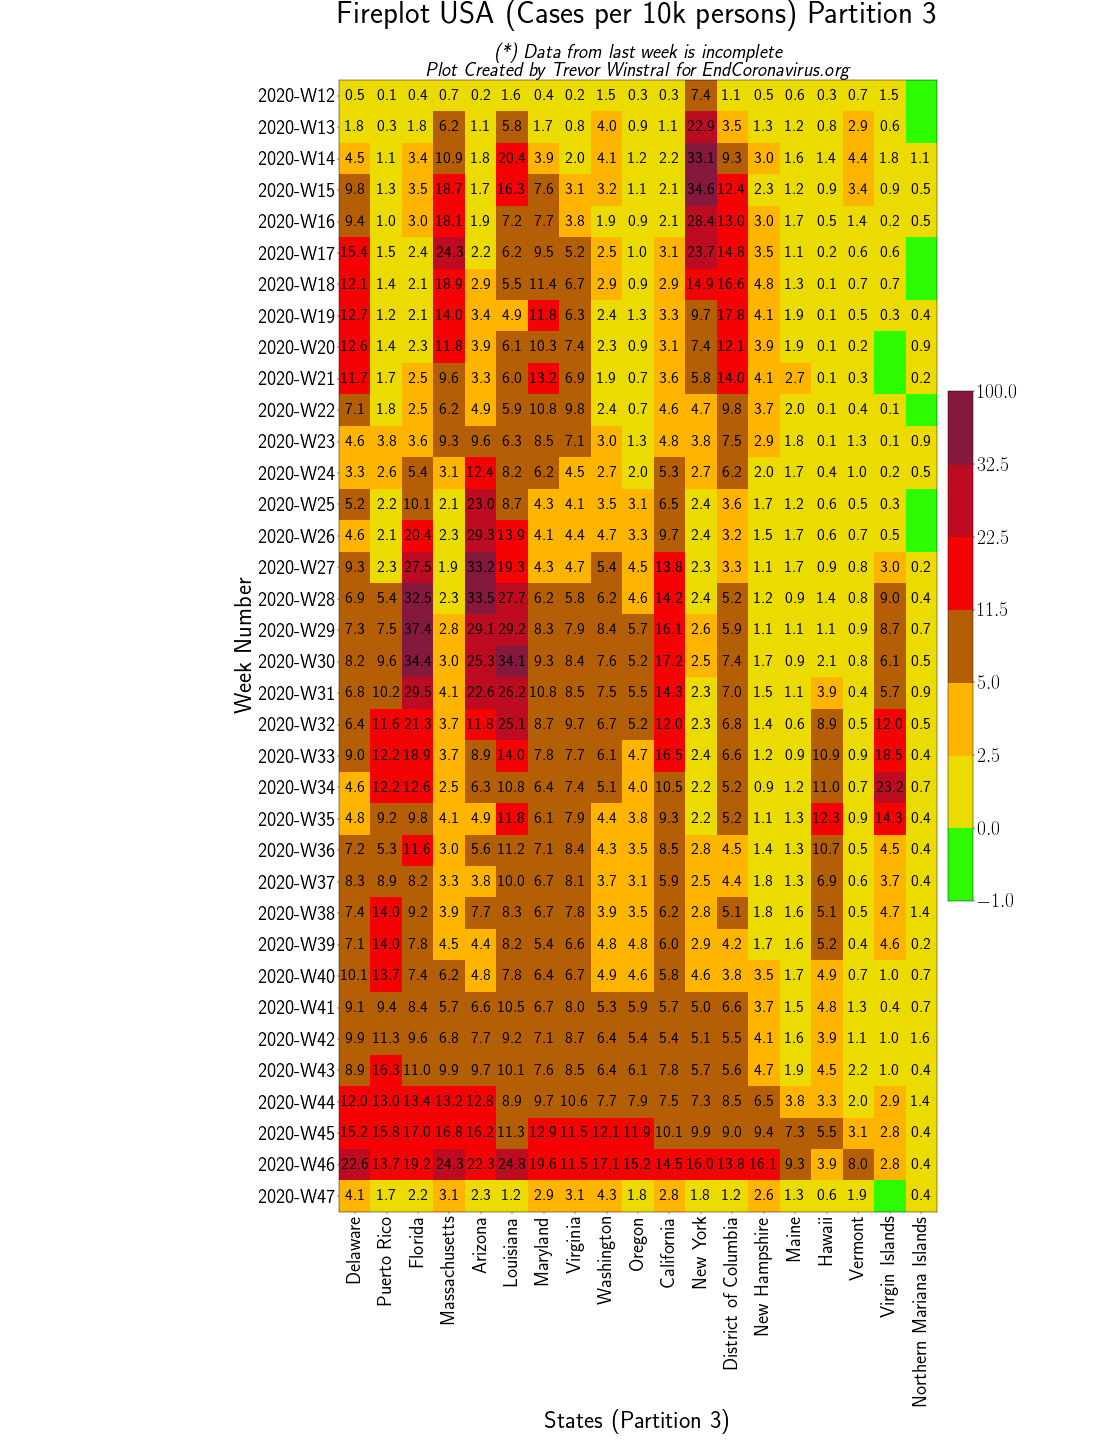 Fireplot USA (Cases per 10k persons) Partition 3
(*) Data from last week is incomplete
Plot Created by Trevor Winstral for EndCoronavirus.org
2020-W12 0.5 0.1 0.4 0.7 0.2 1.6 0.4 0.2 1.5 0.3 0.3 7.4 1.1 0.5 0.6 0.3 0.7 1.5
2020-W13 1.8 0.3 1.8 6.2 1.1 5.8 1.7 0.8 4.0 0.9 1.1 22.9 3.5 1.3 1.2 0.8 2.9 0.6
2020-W14 4.5 1.1 3.4 10.9 1.8 20.4 3.9 2.0 4.1 1.2 2.2 33.1 9.3 3.0 1.6 1.4 4.4 1.8 1.1
2020-W15 9.8 1.3 3.5 18.7 1.7 16.3 7.6 3.1 3.2 1.1 2.1 34.6 12.4 2.3 1.2 0.9 3.4 0.9 0.5
2020-W16 9.4 1.0 3.0 18.1 1.9 7.2 7.7 3.8 1.9 0.9 2.1 28.4 13.0 3.0 1.7 0.5 1.4 0.2 0.5
2020-W17 15.4 1.5 2.4 24.3 2.2 6.2 9.5 5.2 2.5 1.0 3.1 23.7 14.8 3.5 1.1 0.2 0.6 0.6
2020-W18 12.1 1.4 2.1 18.9 2.9 5.5 11.4 6.7 2.9 0.9 2.9 14.9 16.6 4.8 1.3 0.1 0.7 0.7
2020-W19 12.7 1.2 2.1 14.0 3.4 4.9 11.8 6.3 2.4 1.3 3.3 9.7 17.8 4.1 1.9 0.1 0.5 0.3 0.4
2020-W20 12.6 1.4 2.3 11.8 3.9 6.1 10.3 7.4 2.3 0.9 3.1 7.4 12.1 3.9 1.9 0.1 0.2 0.9
2020-W21 11.7 1.7 2.5 9.6 3.3 6.0 13.2 6.9 1.9 0.7 3.6 5.8 14.0 4.1 2.7 0.1 0.3 0.2
2020-W22 7.1 1.8 2.5 6.2 4.9 5.9 10.8 9.8 2.4 0.7 4.6 4.7 9.8 3.7 2.0 0.1 0.4 0.1
2020-W23 4.6 3.8 3.6 9.3 9.6 6.3 8.5 7.1 3.0 1.3 4.8 3.8 7.5 2.9 1.8 0.1 1.3 0.1 0.9
2020-W24 3.3 2.6 5.4 3.1 12.4 8.2 6.2 4.5 2.7 2.0 5.3 2.7 6.2 2.0 1.7 0.4 1.0 0.2 0.5
2020-W25 5.2 2.2 10.1 2.1 23.0 8.7 4.3 4.1 3.5 3.1 6.5 2.4 3.6 1.7 1.2 0.6 0.5 0.3
2020-W26 4.6 2.1 20.4 2.3 29.3 13.9 4.1 4.4 4.7 3.3 9.7 2.4 3.2 1.5 1.7 0.6 0.7 0.5
2020-W27 9.3 2.3 27.5 1.9 33.2 19.3 4.3 4.7 5.4 4.5 13.8 2.3 3.3 1.1 1.7 0.9 0.8 3.0 0.2
2020-W28 6.9 5.4 32.5 2.3 33.5 27.7 6.2 5.8 6.2 4.6 14.2 2.4 5.2 1.2 0.9 1.4 0.8 9.0 0.4
2020-W29 7.3 7.5 37.4 2.8 29.1 29.2 8.3 7.9 8.4 5.7 16.1 2.6 5.9 1.1 1.1 1.1 0.9 8.7 0.7
2020-W30 8.2 9.6 34.4 3.0 25.3 34.1 9.3 8.4 7.6 5.2 17.2 2.5 7.4 1.7 0.9 2.1 0.8 6.1 0.5
2020-W31 6.8 10.2 29.5 4.1 22.6 26.2 10.8 8.5 7.5 5.5 14.3 2.3 7.0 1.5 1.1 3.9 0.4 5.7 0.9
2020-W32 6.4 11.6 21.3 3.7 11.8 25.1 8.7 9.7 6.7 5.2 12.0 2.3 6.8 1.4 0.6 8.9 0.5 12.0 0.5
2020-W33 9.0 12.2 18.9 3.7 8.9 14.0 7.8 7.7 6.1 4.7 16.5 2.4 6.6 1.2 0.9 10.9 0.9 18.5 0.4
2020-W34 4.6 12.2 12.6 2.5 6.3 10.8 6.4 7.4 5.1 4.0 10.5 2.2 5.2 0.9 1.2 11.0 0.7 23.2 0.7
2020-W35 4.8 9.2 9.8 4.1 4.9 11.8 6.1 7.9 4.4 3.8 9.3 2.2 5.2 1.1 1.3 12.3 0.9 14.3 0.4
2020-W36 7.2 5.3 11.6 3.0 5.6 11.2 7.1 8.4 4.3 3.5 8.5 2.8 4.5 1.4 1.3 10.7 0.5 4.5 0.4
2020-W37 8.3 8.9 8.2 3.3 3.8 10.0 6.7 8.1 3.7 3.1 5.9 2.5 4.4 1.8 1.3 6.9 0.6 3.7 0.4
2020-W38 7.4 14.0 9.2 3.9 7.7 8.3 6.7 7.8 3.9 3.5 6.2 2.8 5.1 1.8 1.6 5.1 0.5 4.7 1.4
2020-W39 7.1 14.0 7.8 4.5 4.4 8.2 5.4 6.6 4.8 4.8 6.0 2.9 4.2 1.7 1.6 5.2 0.4 4.6 0.2
2020-W40 10.1 13.7 7.4 6.2 4.8 7.8 6.4 6.7 4.9 4.6 5.8 4.6 3.8 3.5 1.7 4.9 0.7 1.0 0.7
2020-W41 9.1 9.4 8.4 5.7 6.6 10.5 6.7 8.0 5.3 5.9 5.7 5.0 6.6 3.7 1.5 4.8 1.3 0.4 0.7
2020-W42 9.9 11.3 9.6 6.8 7.7 9.2 7.1 8.7 6.4 5.4 5.4 5.1 5.5 4.1 1.6 3.9 1.1 1.0 1.6
2020-W43 8.9 16.3 11.0 9.9 9.7 10.1 7.6 8.5 6.4 6.1 7.8 5.7 5.6 4.7 1.9 4.5 2.2 1.0 0.4
2020-W44 12.0 13.0 13.4 13.2 12.8 8.9 9.7 10.6 7.7 7.9 7.5 7.3 8.5 6.5 3.8 3.3 2.0 2.9 1.4
2020-W45 15.2 15.8 17.0 16.8 16.2 11.3 12.9 11.5 12.1 11.9 10.1 9.9 9.0 9.4 7.3 5.5 3.1 2.8 0.4
2020-W46 22.6 13.7 19.2 24.3 22.3 24.8 19.6 11.5 17.1 15.2 14.5 16.0 13.8 16.1 9.3 3.9 8.0 2.8 0.4
2020-W47 4.1 1.7 2.2 3.1 2.3 1.2 2.9 3.1 4.3 1.8 2.8 1.8 1.2 2.6 1.3 0.6 1.9 0.4
Week Number
Delaware
Puerto Rico
Florida
Massachusetts
Arizona
Louisiana
Maryland
Virginia
Washington
Oregon
California
New York
District of Columbia
New Hampshire
Maine
Hawaii
Vermont
Virgin Islands
Northern Mariana Islands
States (Partition 3)
100.0
32.5
22.5
11.5
5.0
2.5
0.0
−1.0